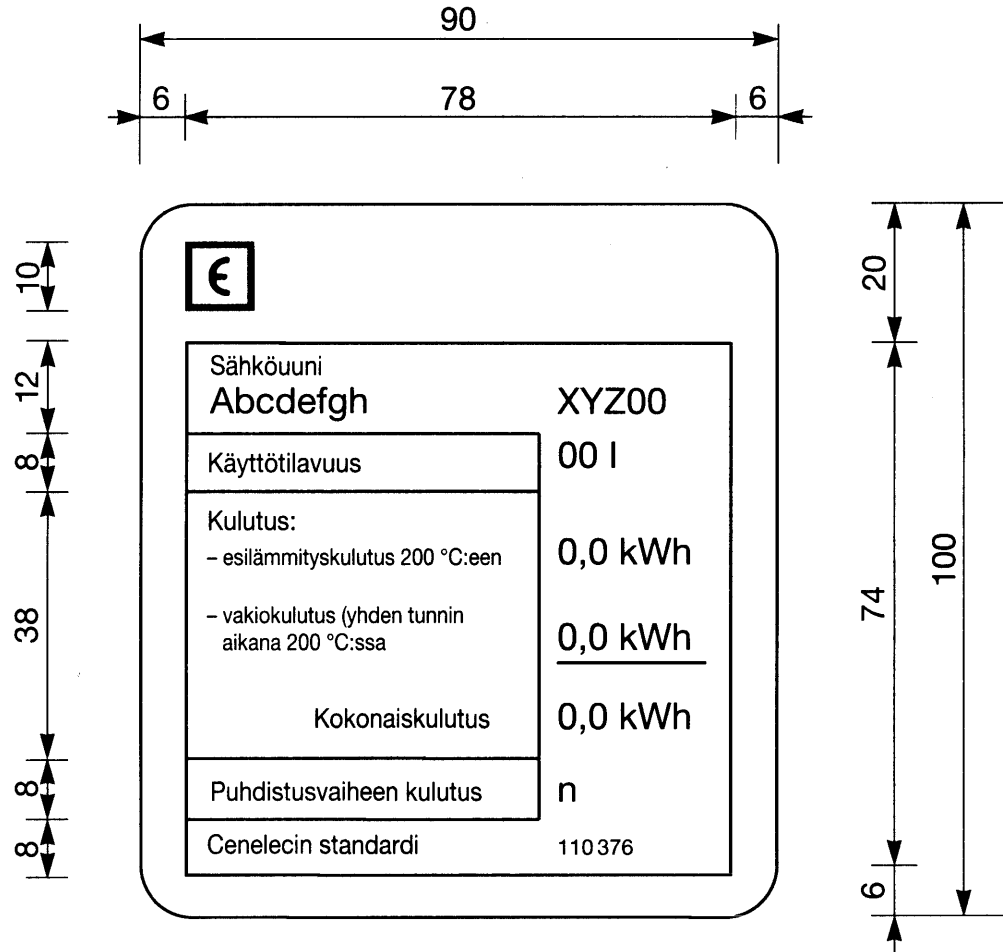 90
6 78 6
10
20
Є
12
Sähköuuni
Abcdefgh XYZ00
8
Käyttötilavuus 00 l
38
Kulutus:
– esilämmityskulutus 200 °C:een 0,0 kWh
– vakiokulutus (yhden tunnin
aikana 200 °C:ssa 0,0 kWh
74
100
Kokonaiskulutus 0,0 kWh
8
Puhdistusvaiheen kulutus n
8
Cenelecin standardi 110 376
6